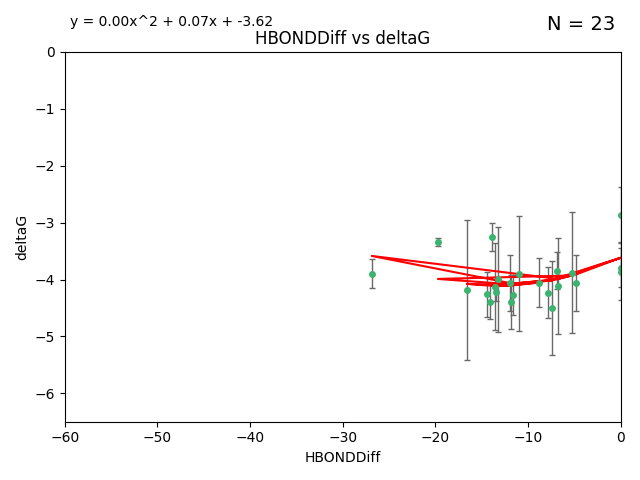 y = 0.00x^2 + 0.07x + -3.62
N = 23
HBONDDiff vs deltaG
deltaG
0
−1
−2
−3
−4
−5
−6
−60
−50
−40
−30
−20
−10
0
HBONDDiff